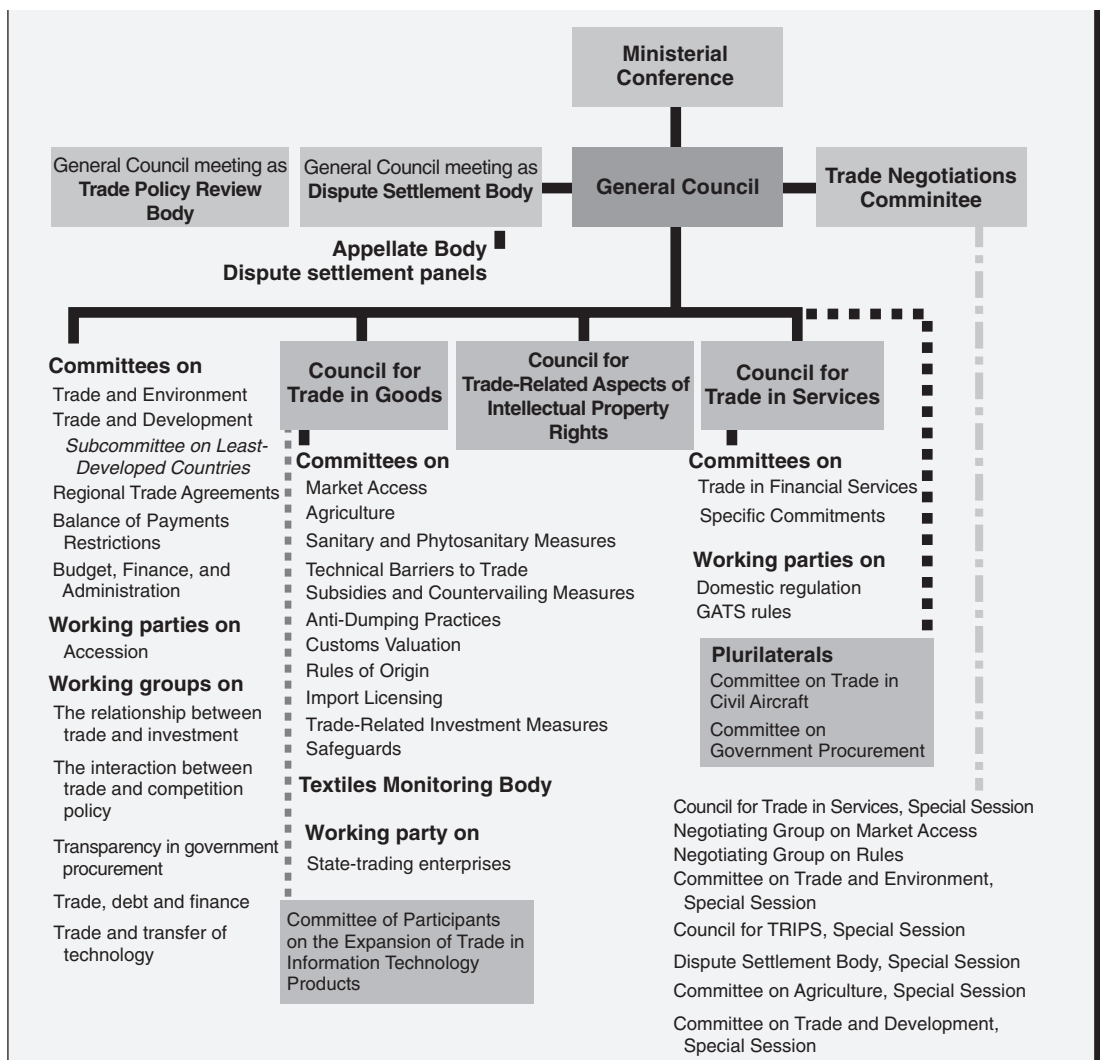 Ministerial
Conference
General Council meeting as
Trade Policy Review
Body
General Council meeting as
Dispute Settlement Body
General Council
Trade Negotiations
Comminitee
Appellate Body
Dispute settlement panels
Committees on
Trade and Environment
Trade and Development
Subcommittee on Least-
Developed Countries
Regional Trade Agreements
Balance of Payments
Restrictions
Budget, Finance, and
Administration
Working parties on
Accession
Working groups on
The relationship between
trade and investment
The interaction between
trade and competition
policy
Transparency in government
procurement
Trade, debt and finance
Trade and transfer of
technology
Council for
Trade in Goods
Committees on
Market Access
Agriculture
Sanitary and Phytosanitary Measures
Technical Barriers to Trade
Subsidies and Countervailing Measures
Anti-Dumping Practices
Customs Valuation
Rules of Origin
Import Licensing
Trade-Related Investment Measures
Safeguards
Textiles Monitoring Body
Working party on
State-trading enterprises
Committee of Participants
on the Expansion of Trade in
Information Technology
Products
Council for
Trade-Related Aspects of
Intellectual Property
Rights
Council for
Trade in Services
Committees on
Trade in Financial Services
Specific Commitments
Working parties on
Domestic regulation
GATS rules
Plurilaterals
Committee on Trade in
Civil Aircraft
Committee on
Government Procurement
Council for Trade in Services, Special Session
Negotiating Group on Market Access
Negotiating Group on Rules
Committee on Trade and Environment,
Special Session
Council for TRIPS, Special Session
Dispute Settlement Body, Special Session
Committee on Agriculture, Special Session
Committee on Trade and Development,
Special Session